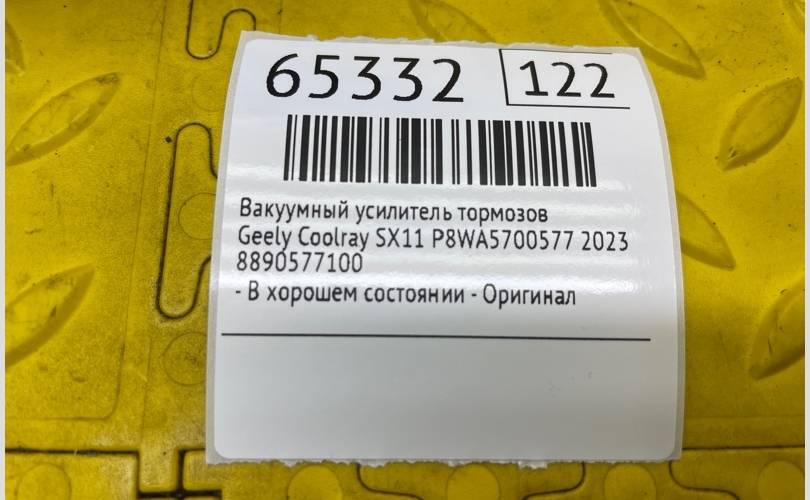 65332 122
Вакуумный усилитель тормозов
Geely Coolray SX11 P8WA5700577 2023
8890577100
- В хорошем состоянии - Оригинал